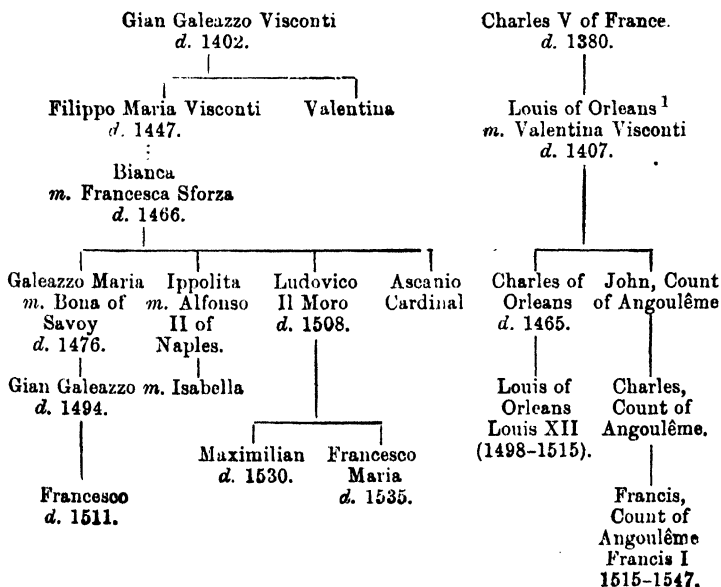 Gian Galeazzo Visconti
d. 1402.
Charles V of France.
d. 1380.
Filippo Maria Visconti
d. 1447.
Valentina
Louis of Orleans 1
m. Valentina Visconti
d. 1407.
Bianca
m. Francesca Sforza
d. 1466.
Galeazzo Maria
m. Bona of
Savoy
d. 1476.
Ippolita
m. Alfonso
II of
Naples.
Ludovico
Il Moro
d. 1508.
Ascanio
Cardinal
Charles of
Orleans
d. 1465.
John, Count
of Angoulême
Gian Galeazzo m. Isabella
d. 1494.
Louis of
Orleans
Louis XII
(1498-1515).
Charles,
Count of
Angoulême.
Maximilian
d. 1530.
Francesco
Maria
d. 1535.
Francesco
d. 1511.
Francis,
Count of
Angoulême
Francis I
1515-1547.